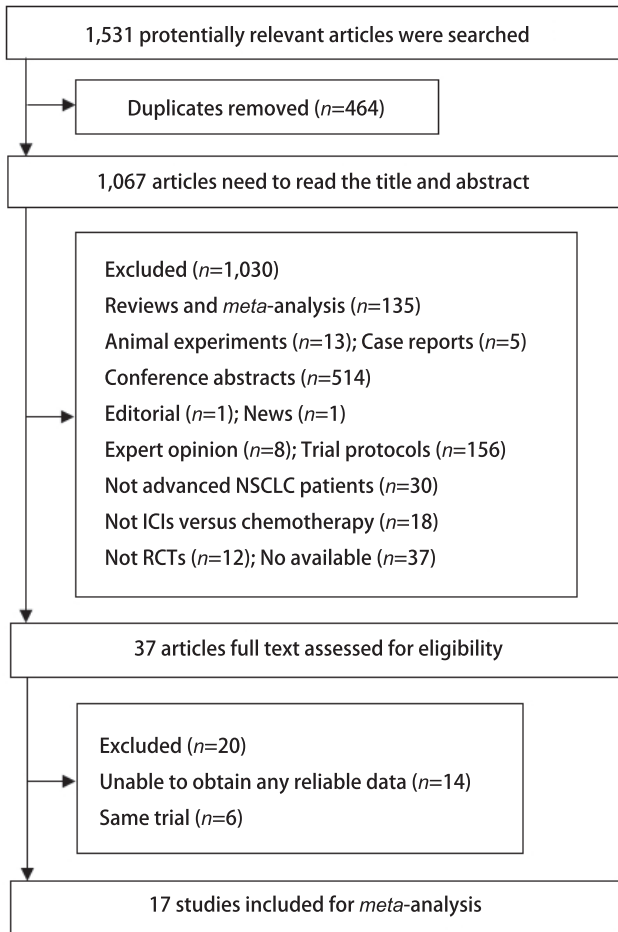 1,531 potentially relevant articles were searched
Duplicates removed (n=464)
1,067 articles need to read the title and abstract
Excluded (n=1,030)
Reviews and meta-analysis (n=135)
Animal experiments (n=13); Case reports (n=5)
Conference abstracts (n=514)
Editorial (n=1); News (n=1)
Expert opinion (n=8); Trial protocols (n=156)
Not advanced NSCLC patients (n=30)
Not ICIs versus chemotherapy (n=18)
Not RCTs (n=12); No available (n=37)
37 articles full text assessed for eligibility
Excluded (n=20)
Unable to obtain any reliable data (n=14)
Same trial (n=6)
17 studies included for meta-analysis